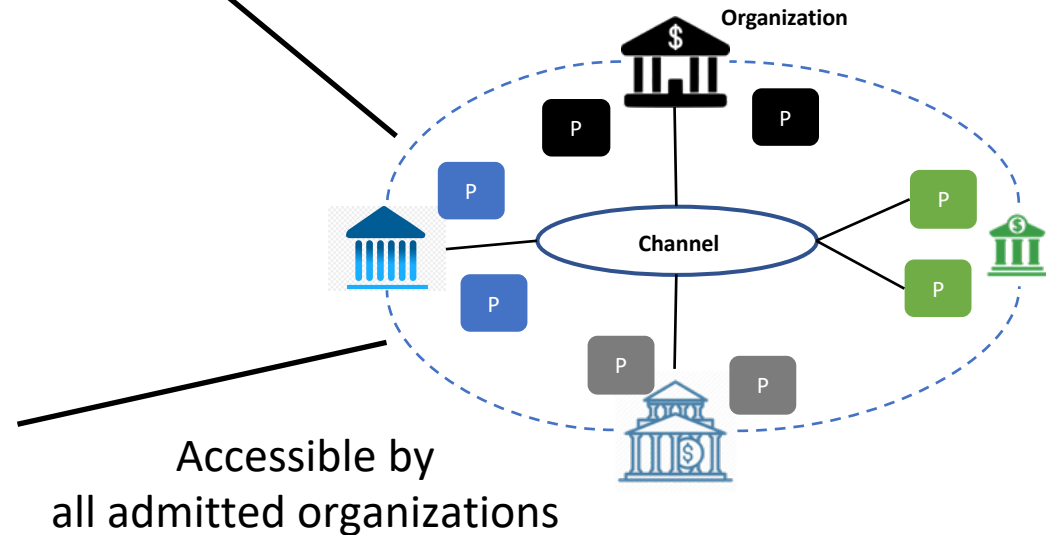 Organization
$
P
P
P
P
$
Channel
P
P
P
P
$
Accessible by
all admitted organizations